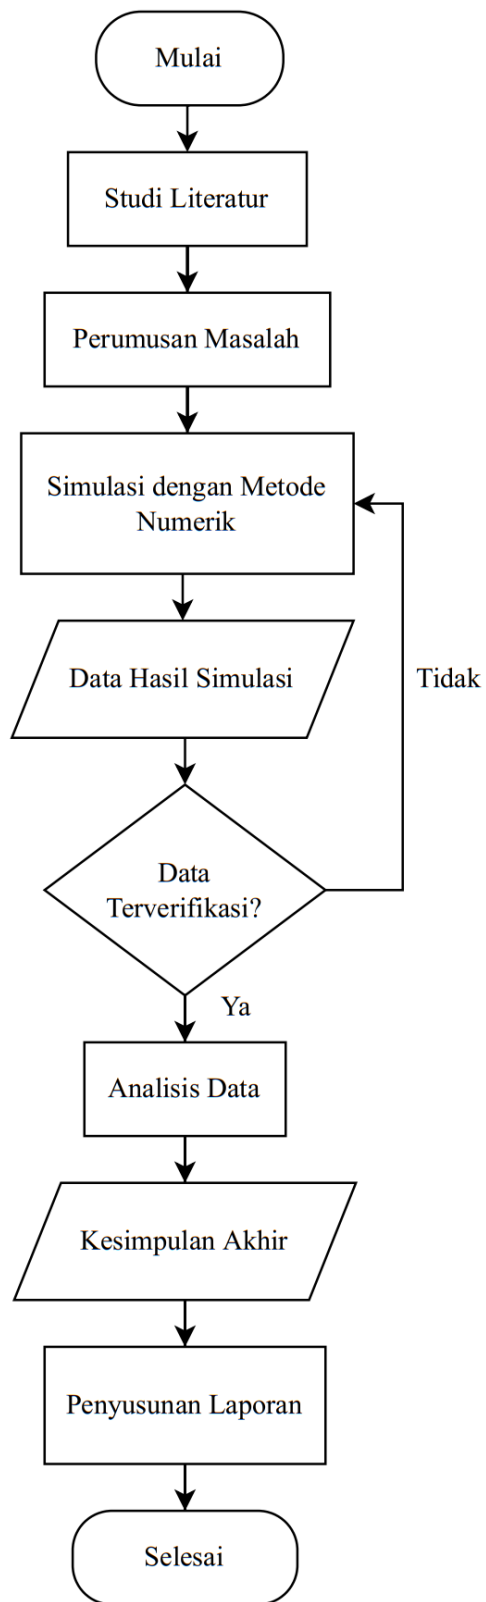 Mulai
Studi Literatur
Perumusan Masalah
Simulasi dengan Metode
Numerik
Data Hasil Simulasi
Tidak
Data
Terverifikasi?
Ya
Analisis Data
Kesimpulan Akhir
Penyusunan Laporan
Selesai